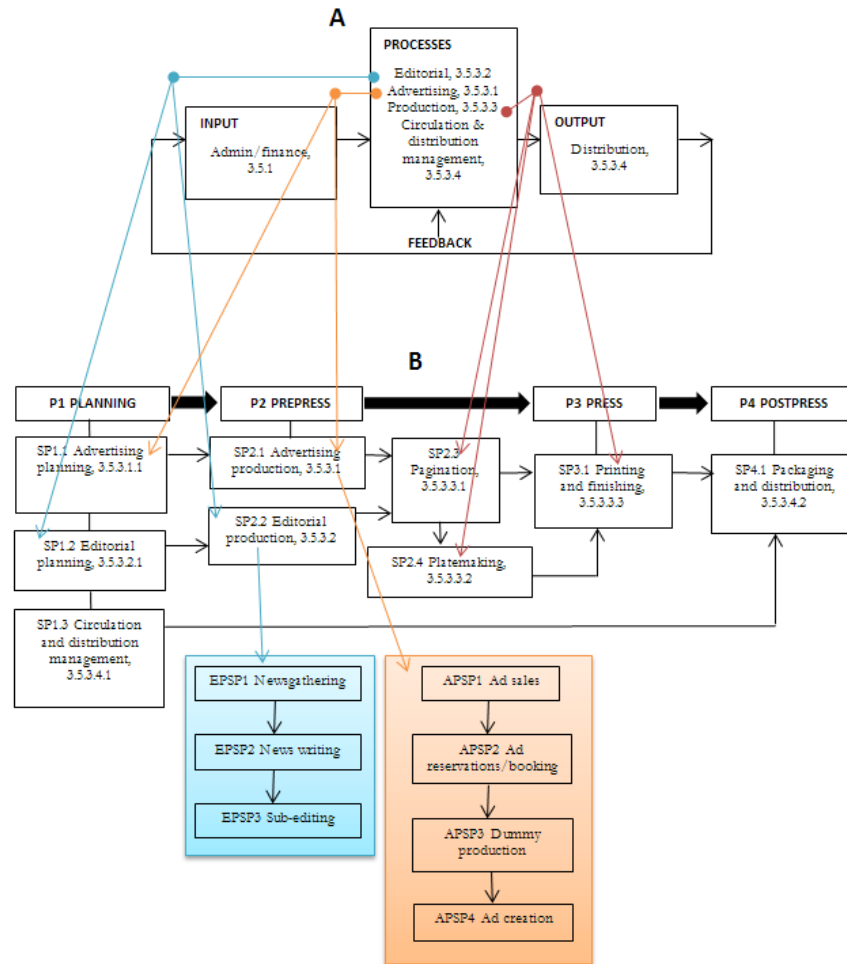 A
PROCESSES
Editorial, 3.5.3.2
Advertising, 3.5.3.1
Production, 3.5.3.3
Circulation &
distribution
management,
3.5.3.4
INPUT
Admin/finance,
3.5.1
OUTPUT
Distribution,
3.5.3.4
FEEDBACK
B
P1 PLANNING
P2 PREPRESS
P3 PRESS
P4 POSTPRESS
SP1.1 Advertising
planning, 3.5.3.1.1
SP2.1 Advertising
production, 3.5.3.1
SP2.3
Pagination,
3.5.3.3.1
SP3.1 Printing
and finishing,
3.5.3.3.3
SP4.1 Packaging
and distribution,
3.5.3.4.2
SP1.2 Editorial
planning, 3.5.3.2.1
SP2.2 Editorial
production, 3.5.3.2
SP2.4 Platemaking,
3.5.3.3.2
SP1.3 Circulation
and distribution
management,
3.5.3.4.1
EPSP1 Newsgathering
EPSP2 News writing
EPSP3 Sub-editing
APSP1 Ad sales
APSP2 Ad
reservations/booking
APSP3 Dummy
production
APSP4 Ad creation